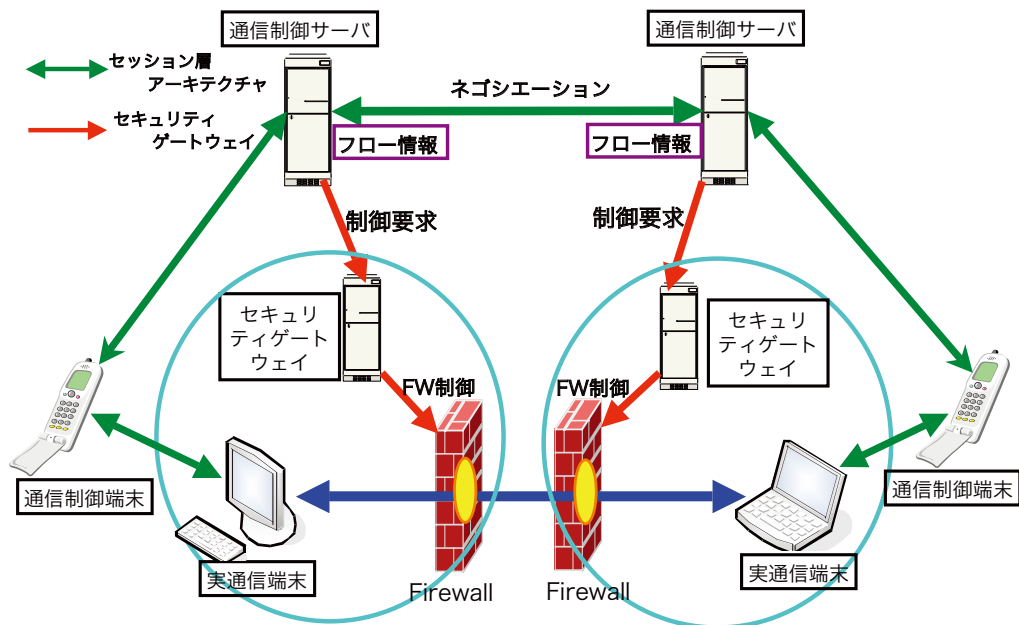 通信制御サーバ
通信制御サーバ
セッション層
アーキテクチャ
ネゴシエーション
セキュリティ
ゲートウェイ
フロー情報
フロー情報
制御要求
制御要求
セキュリ
ティゲート
ウェイ
セキュリ
ティゲート
ウェイ
FW制御
FW制御
通信制御端末
通信制御端末
実通信端末
実通信端末
Firewall
Firewall